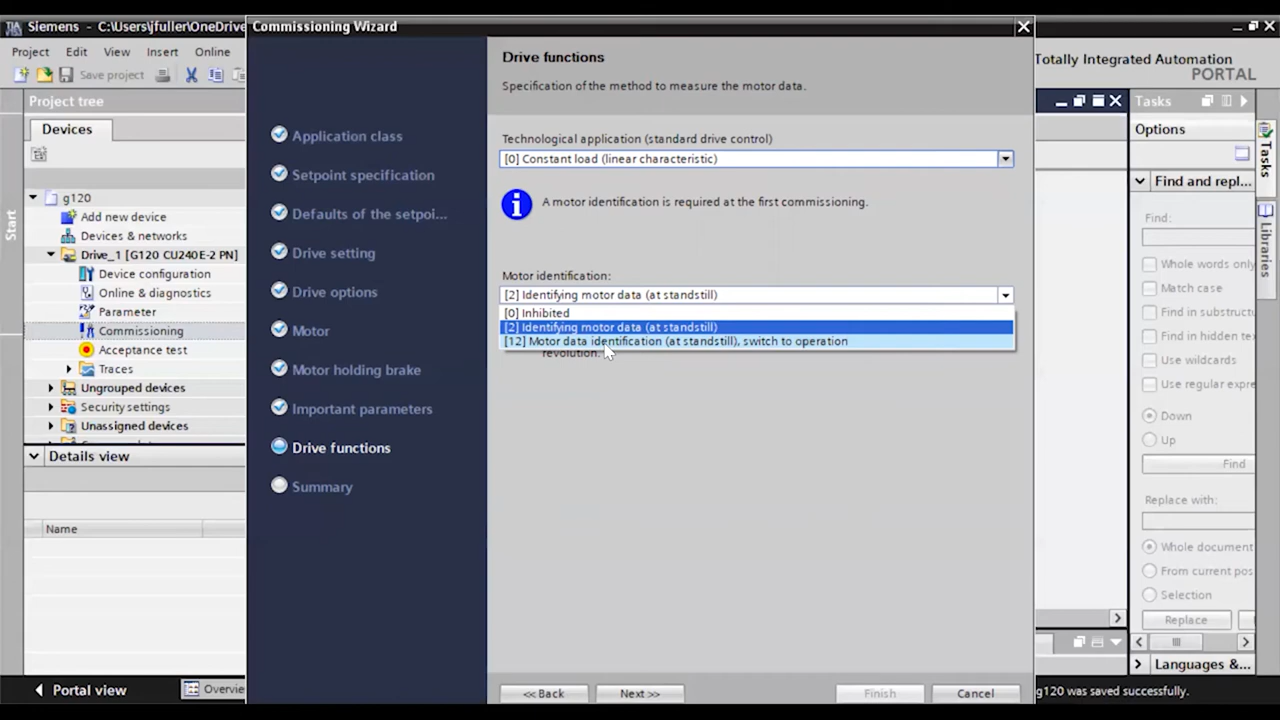 Siemens - C:\Users\jfuller\OneDrive
Commissioning Wizard
Project Edit View Insert Online
Totally Integrated Automation
PORTAL
Save project
Project tree
Devices
Start
g120
Add new device
Devices & networks
Drive_1 [G120 CU240E-2 PN]
Device configuration
Online & diagnostics
Parameter
Commissioning
Acceptance test
Traces
Ungrouped devices
Security settings
Unassigned devices
Details view
Name
Portal view
Overvie
Application class
Setpoint specification
Defaults of the setpoi...
Drive setting
Drive options
Motor
Motor holding brake
Important parameters
Drive functions
Summary
Drive functions
Specification of the method to measure the motor data.
Technological application (standard drive control)
[0] Constant load (linear characteristic)
A motor identification is required at the first commissioning.
Motor identification:
[2] Identifying motor data (at standstill)
[0] Inhibited
[2] Identifying motor data (at standstill)
[12] Motor data identification (at standstill), switch to operation
revolution.
<< Back
Next >>
Finish
Cancel
Tasks
Options
Find and repl...
Find:
Whole words only
Match case
Find in substructu
Find in hidden tex
Use wildcards
Use regular expre
Down
Up
Find
Replace with:
Whole document
From current pos
Selection
Replace
Languages &...
Tasks
Libraries
g120 was saved successfully.